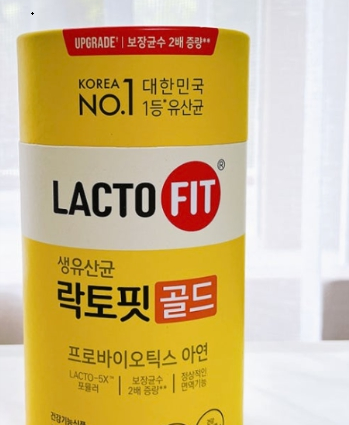 UPGRADE† | 보장균수 2배 증량**
KOREA 대한민국
NO.1 1등*유산균
LACTO FIT®
생유산균
락토핏 골드
프로바이오틱스 아연
LACTO-5X™ | 보장균수 | 정상적인
포뮬러 | 2배 증량** | 면역기능
건강기능식품